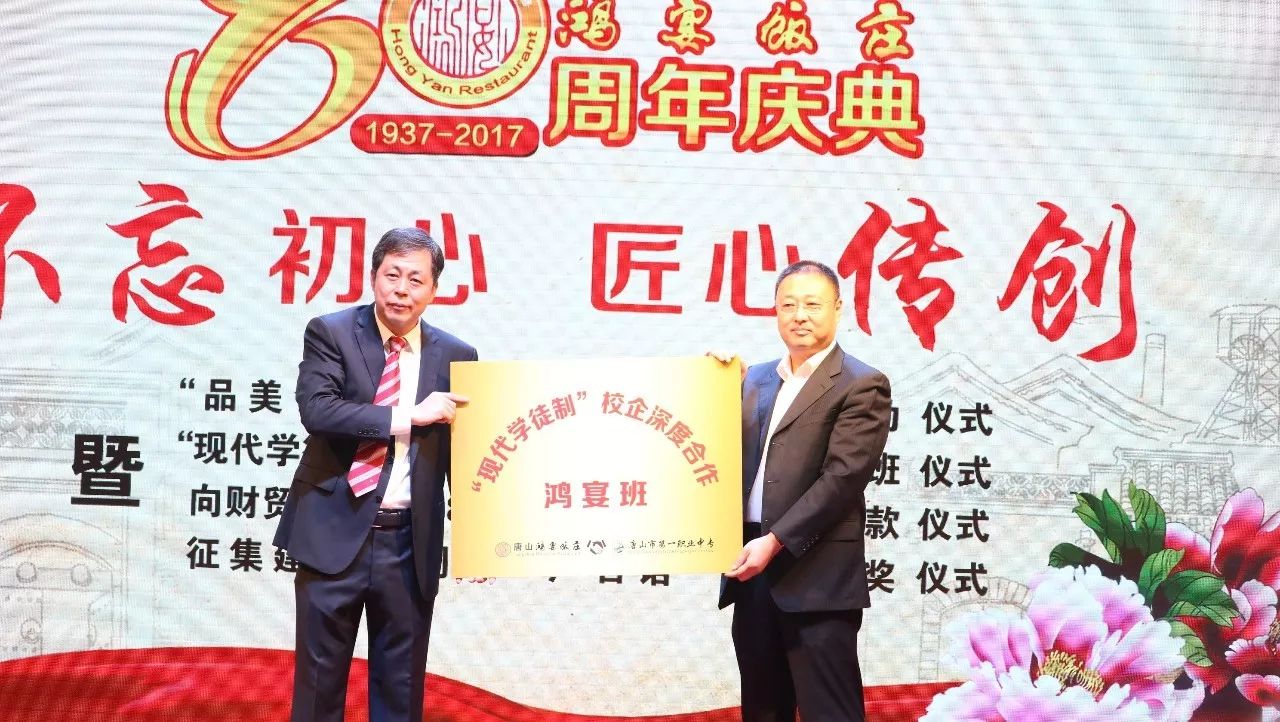 80 鸿宴饭庄
鸿宴
Hong Yan Restaurant
1937-2017 周年庆典
不忘初心 匠心传创
“品美 仪式
暨 “现代学 班 仪式
向财贸 款 仪式
征集建 奖 仪式
“现代学徒制”校企深度合作
鸿宴班
唐山鸿宴饭庄 唐山市第一职业中专